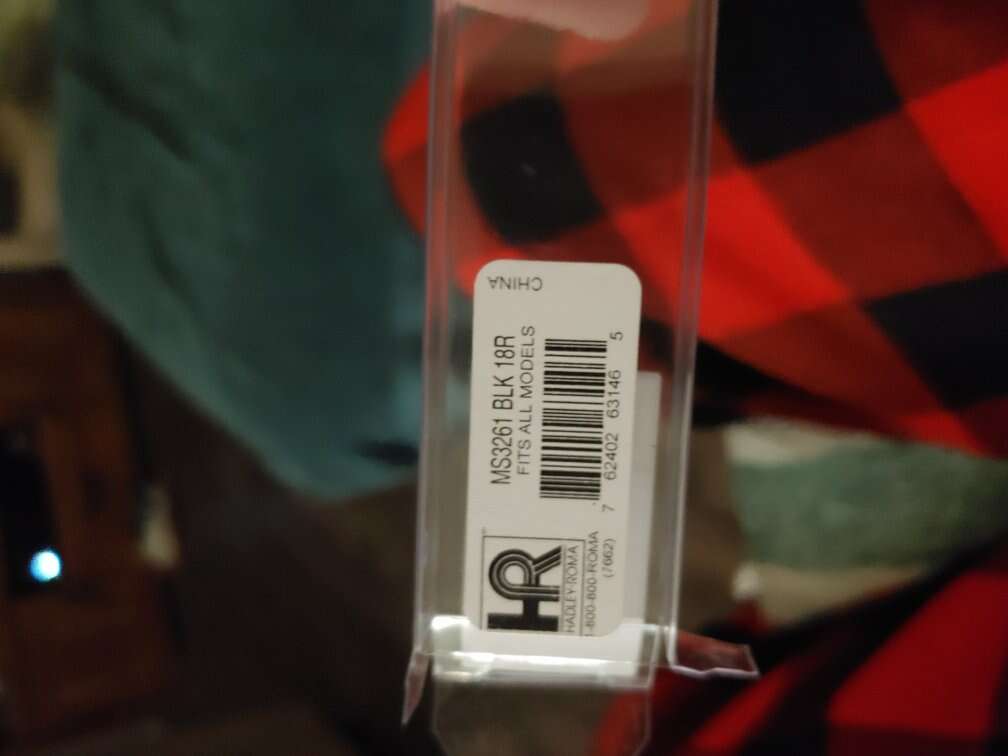 CHINA
MS3261 BLK 18R
FITS ALL MODELS
7 62402 63146 5
HR
HADLEY-ROMA
1-800-800-ROMA
(7662)